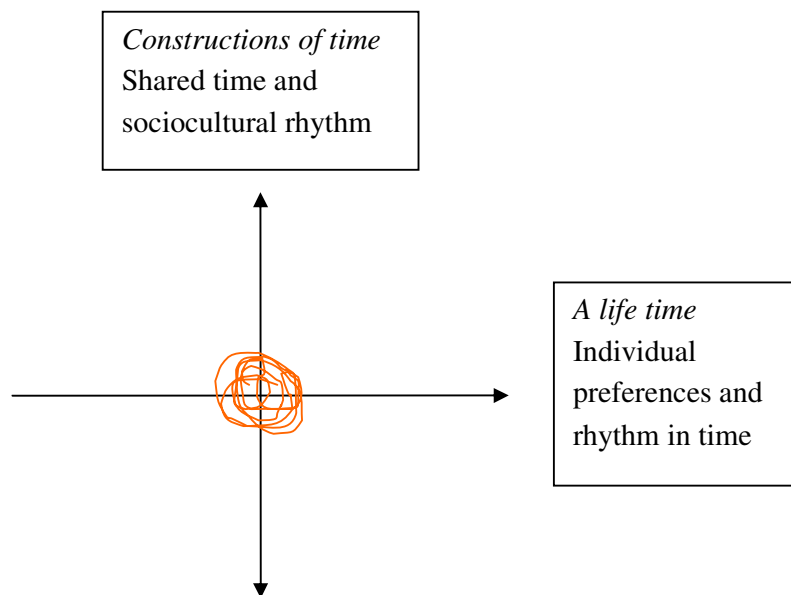 Constructions of time
Shared time and
sociocultural rhythm
A life time
Individual
preferences and
rhythm in time